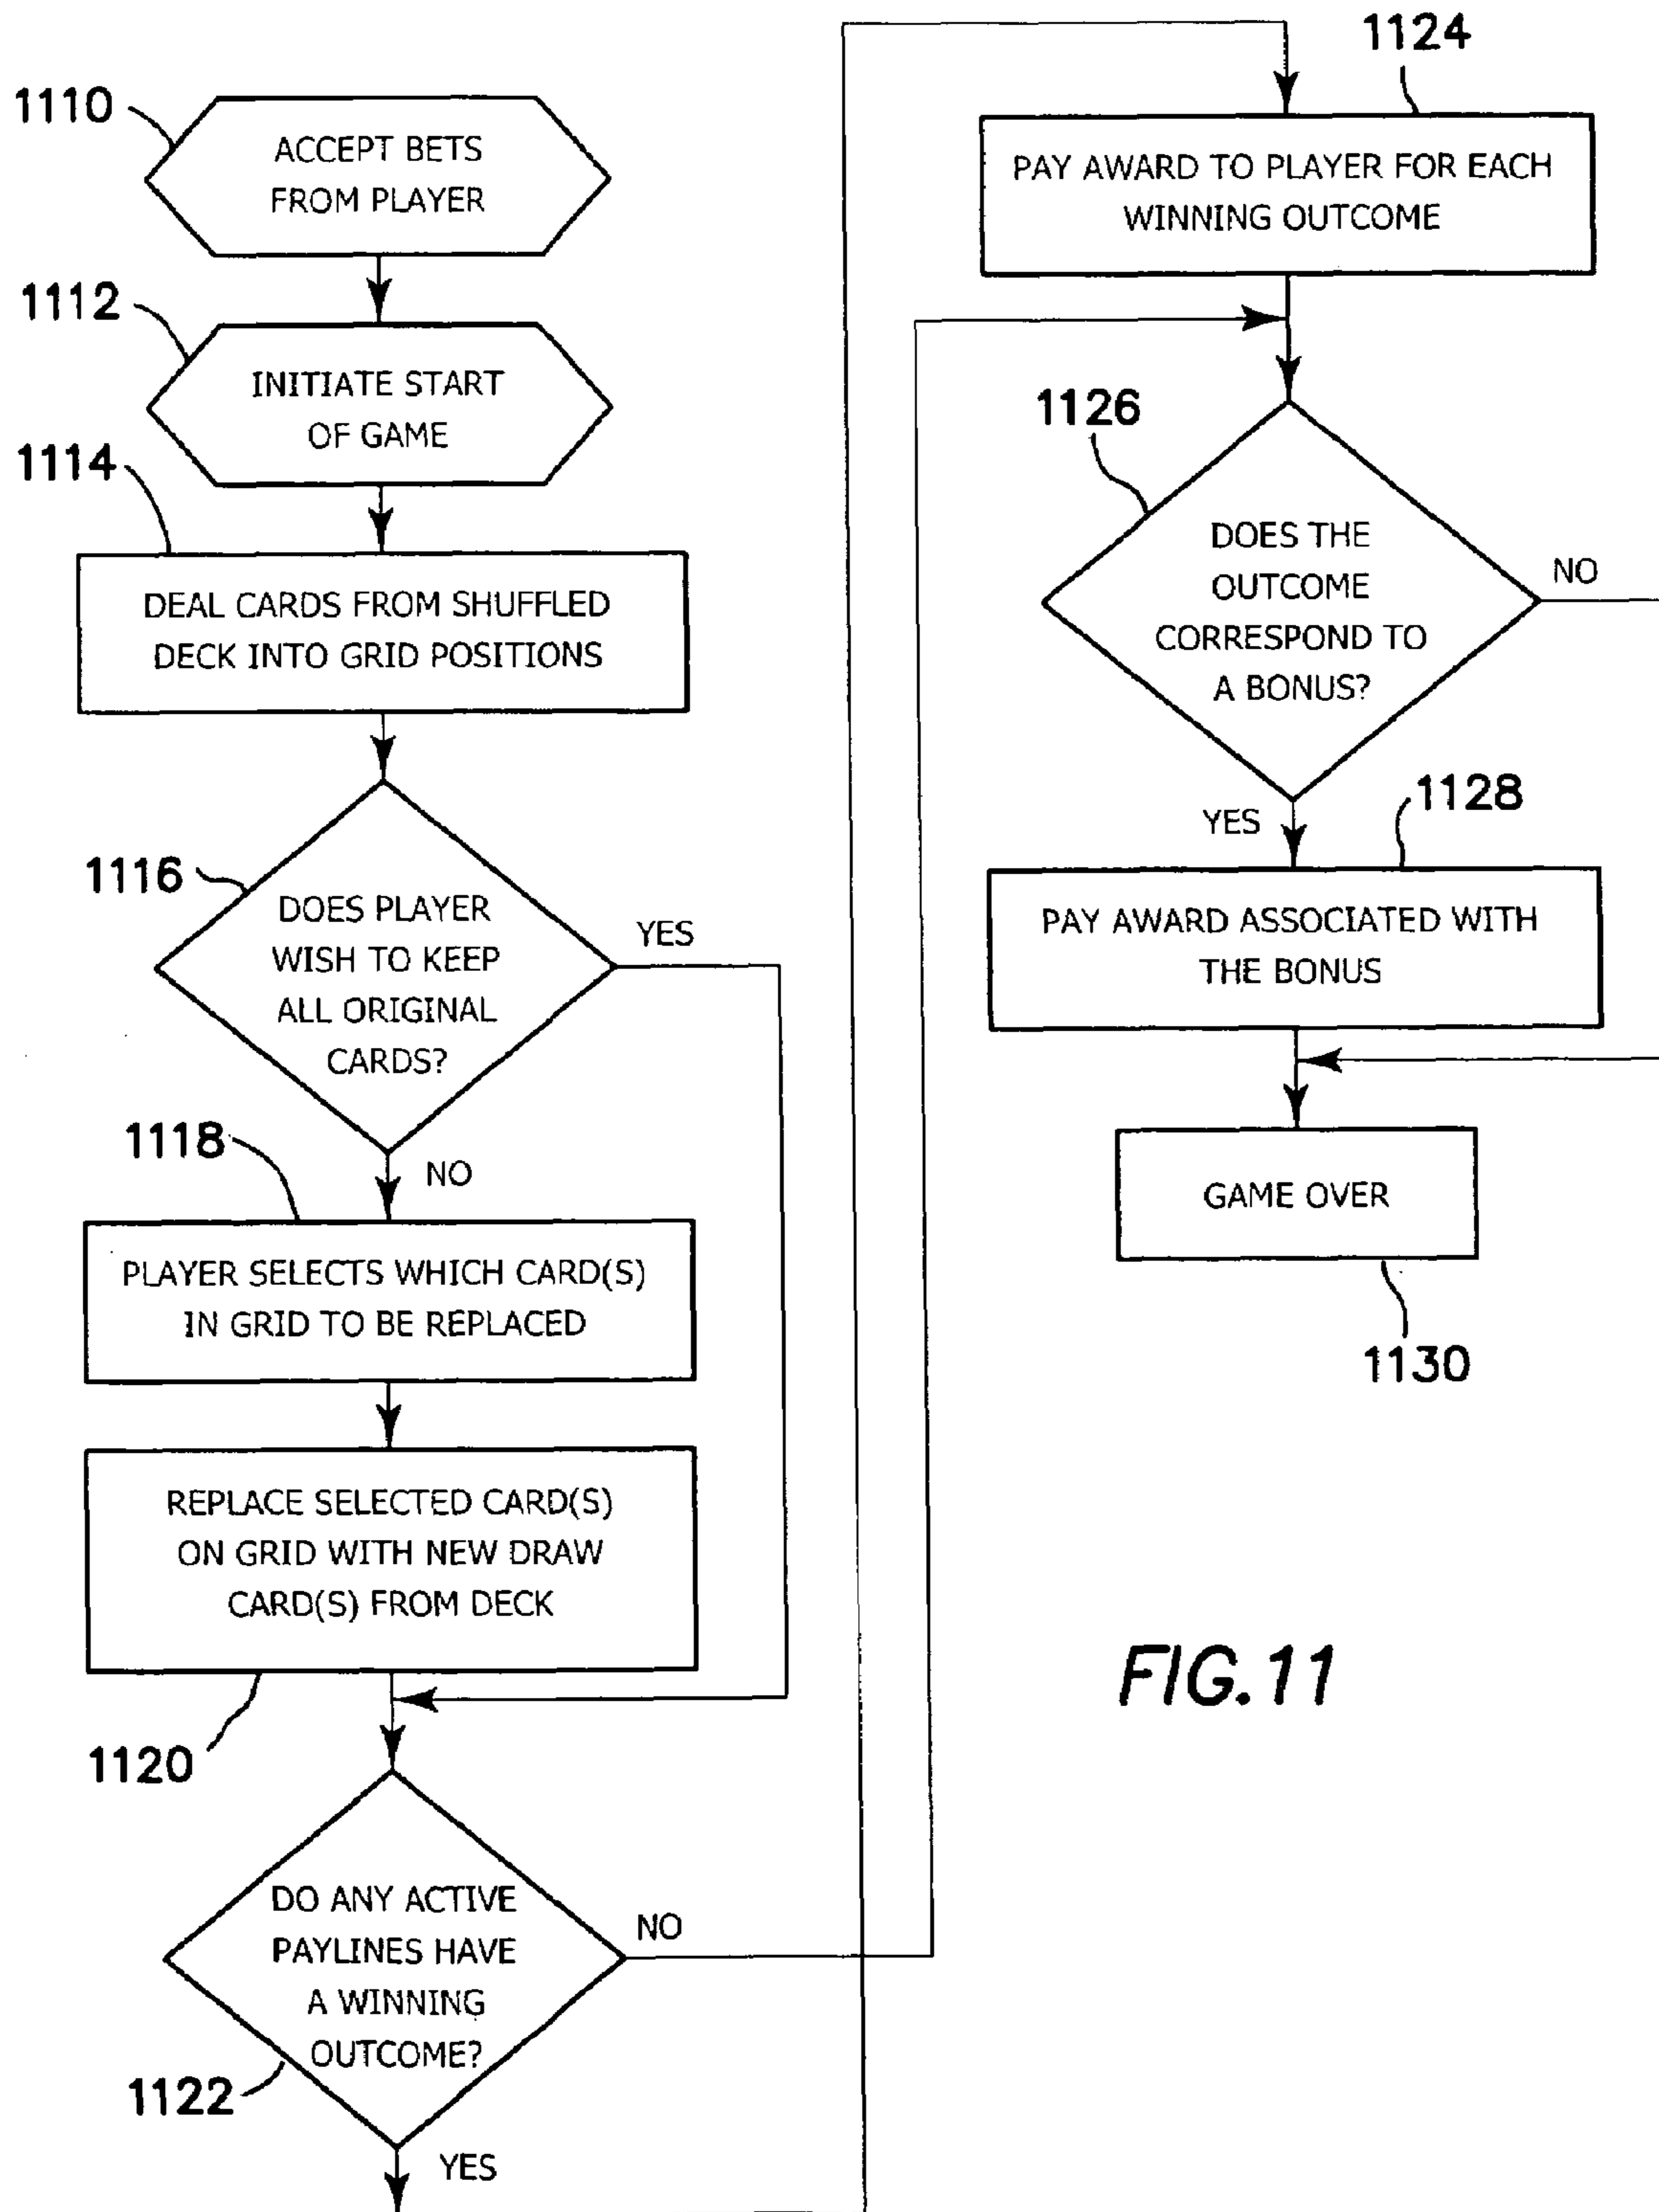 1110
ACCEPT BETS
FROM PLAYER
1112
INITIATE START
OF GAME
1114
DEAL CARDS FROM SHUFFLED
DECK INTO GRID POSITIONS
1116
DOES PLAYER
WISH TO KEEP
ALL ORIGINAL
CARDS?
YES
NO
1118
PLAYER SELECTS WHICH CARD(S)
IN GRID TO BE REPLACED
REPLACE SELECTED CARD(S)
ON GRID WITH NEW DRAW
CARD(S) FROM DECK
1120
DO ANY ACTIVE
PAYLINES HAVE
A WINNING
OUTCOME?
NO
1122
YES
1124
PAY AWARD TO PLAYER FOR EACH
WINNING OUTCOME
1126
DOES THE
OUTCOME
CORRESPOND TO
A BONUS?
NO
YES
1128
PAY AWARD ASSOCIATED WITH
THE BONUS
GAME OVER
1130
FIG.11